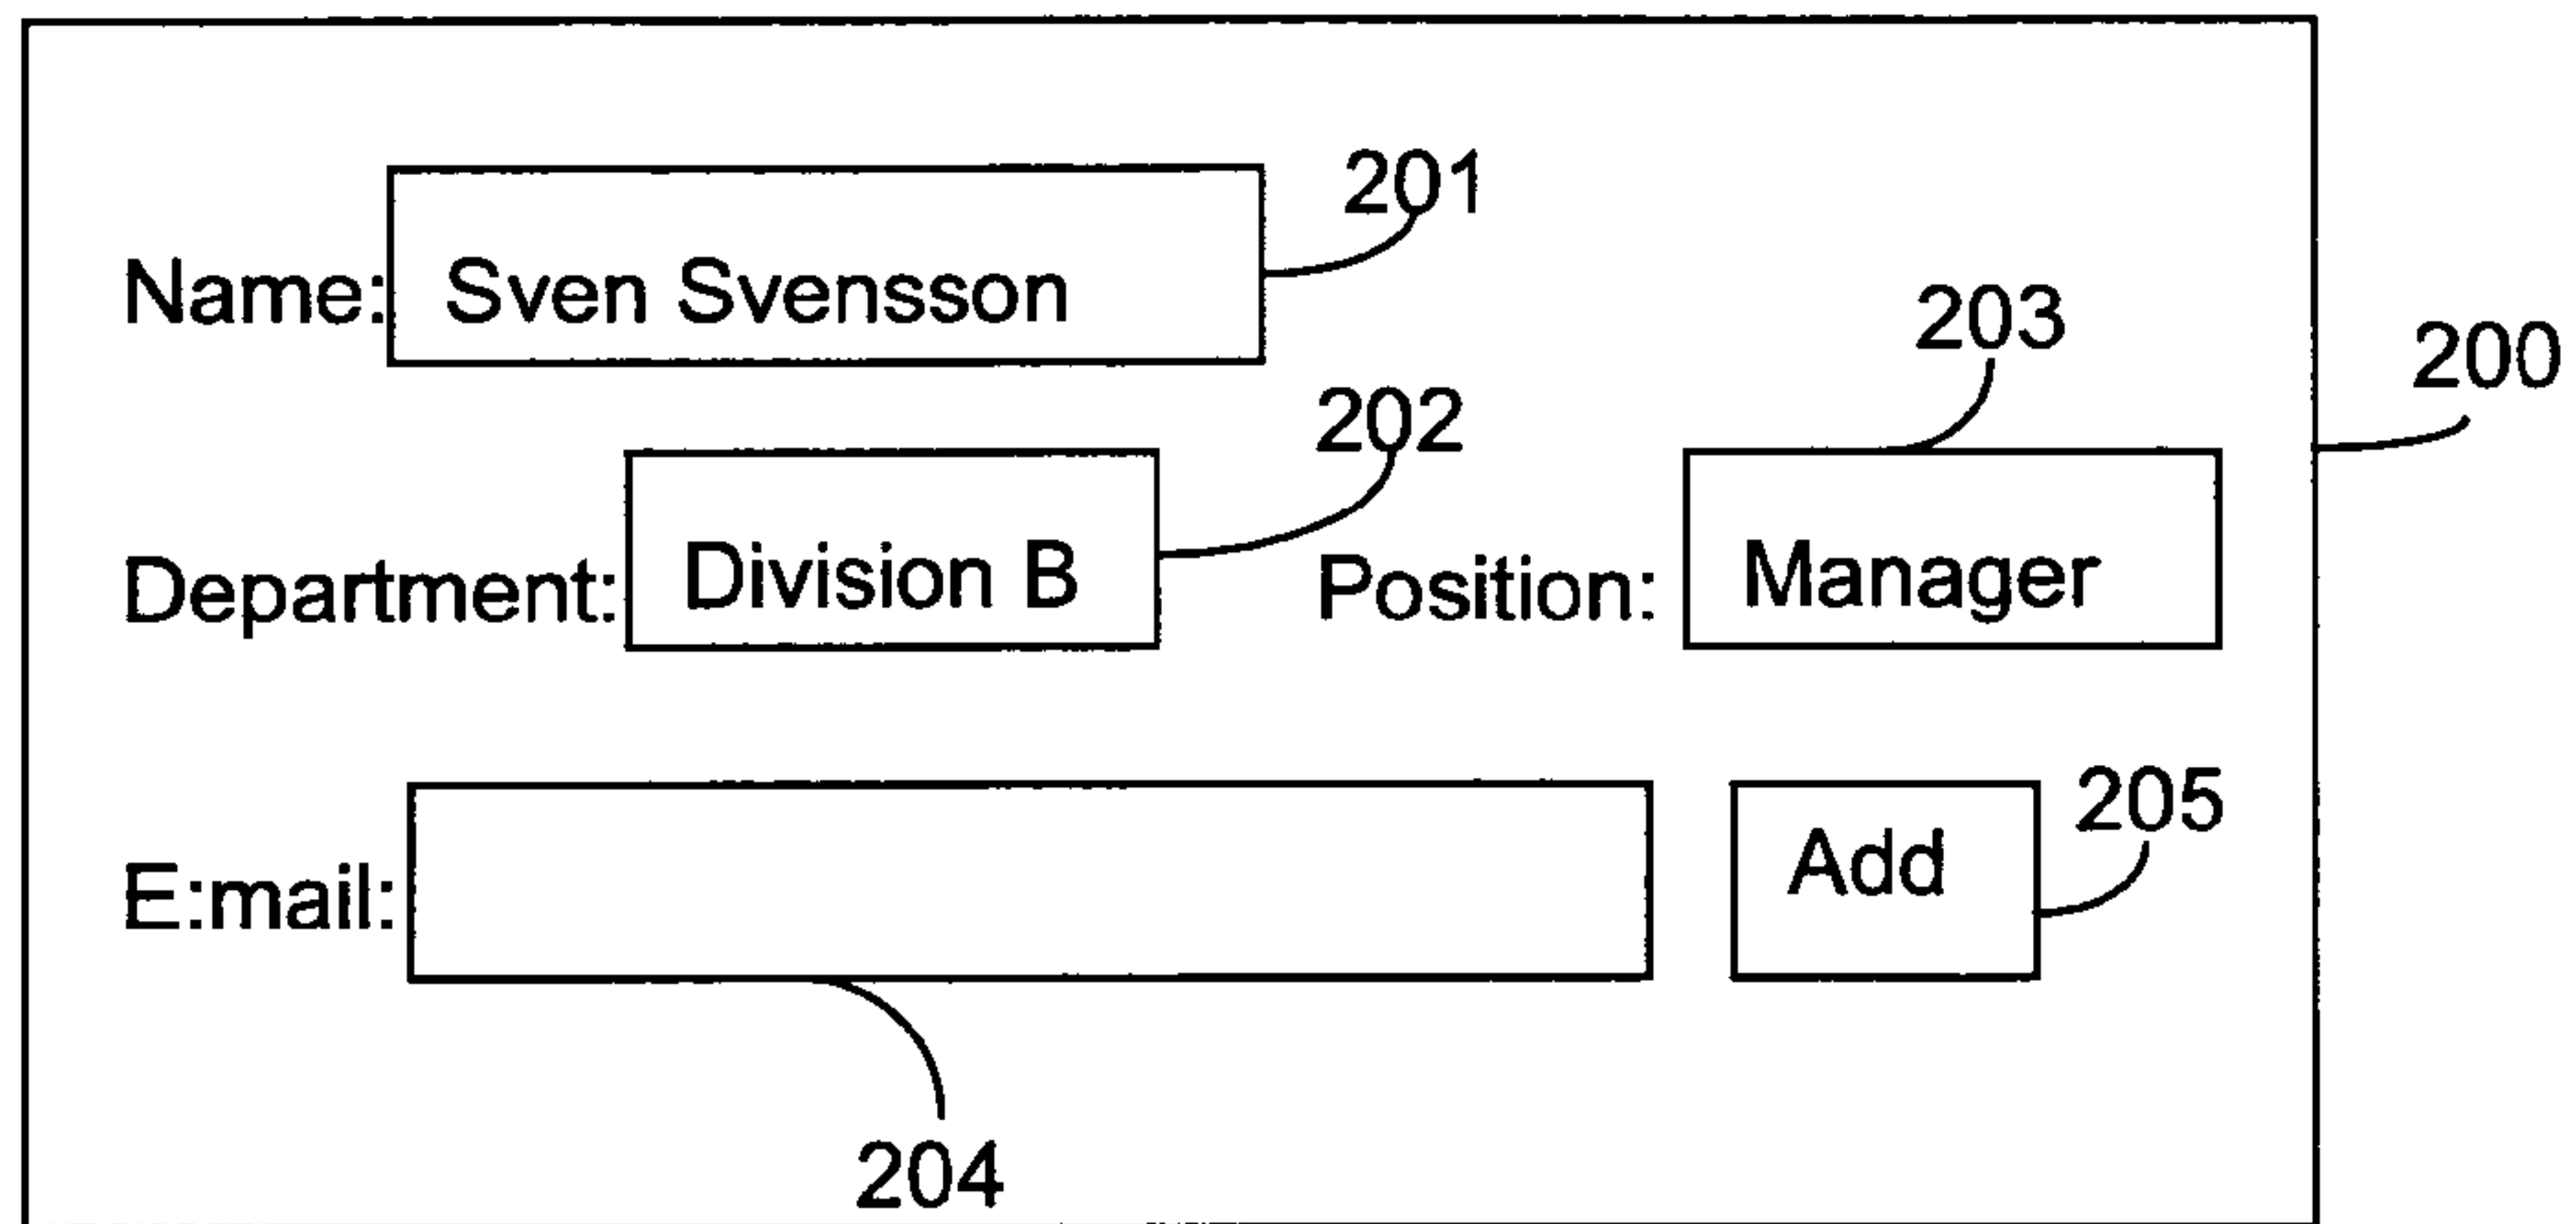 201
Name: Sven Svensson
203
200
202
Department: Division B Position: Manager
205
E:mail: Add
204